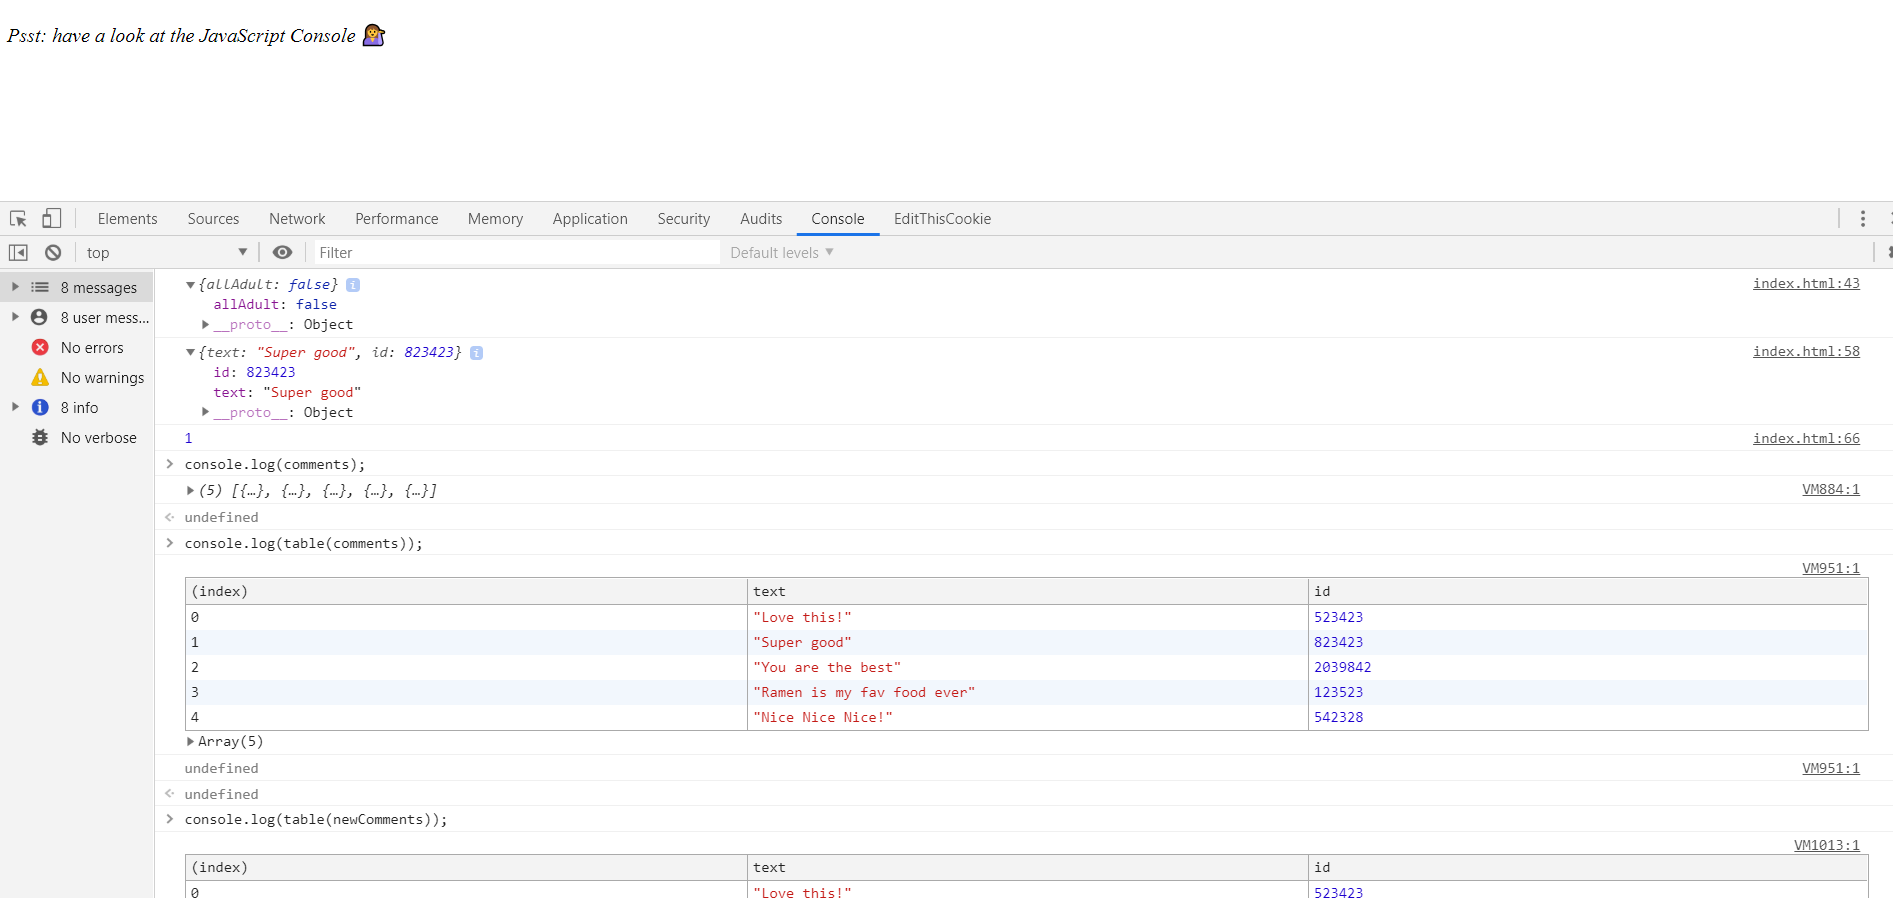 Psst: have a look at the JavaScript Console 💁
Elements Sources Network Performance Memory Application Security Audits Console EditThisCookie
top Filter Default levels
8 messages
8 user mess...
No errors
No warnings
8 info
No verbose
{allAdult: false} index.html:43
allAdult: false
__proto__: Object
{text: "Super good", id: 823423} index.html:58
id: 823423
text: "Super good"
__proto__: Object
1 index.html:66
console.log(comments);
(5) [{…}, {…}, {…}, {…}, {…}] VM884:1
undefined
console.log(table(comments));
VM951:1
(index) text id
0 "Love this!" 523423
1 "Super good" 823423
2 "You are the best" 2039842
3 "Ramen is my fav food ever" 123523
4 "Nice Nice Nice!" 542328
Array(5)
undefined VM951:1
undefined
console.log(table(newComments));
VM1013:1
(index) text id
0 "Love this!" 523423